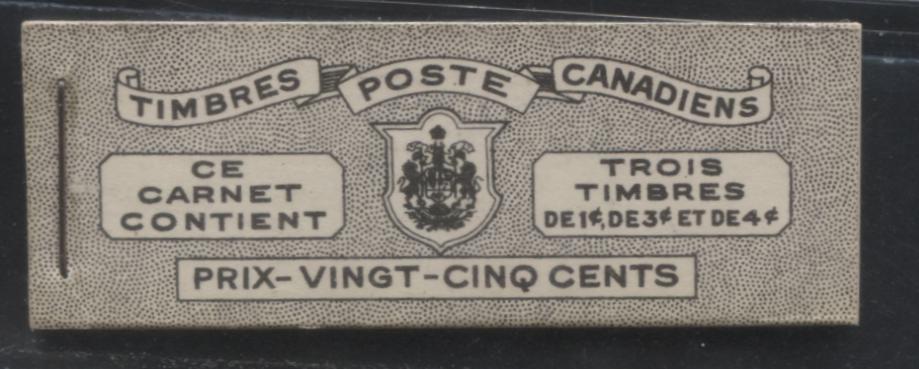 TIMBRES POSTE CANADIENS
CE
CARNET
CONTIENT
TROIS
TIMBRES
DE 1¢, DE 3¢ ET DE 4¢
PRIX-VINGT-CINQ CENTS